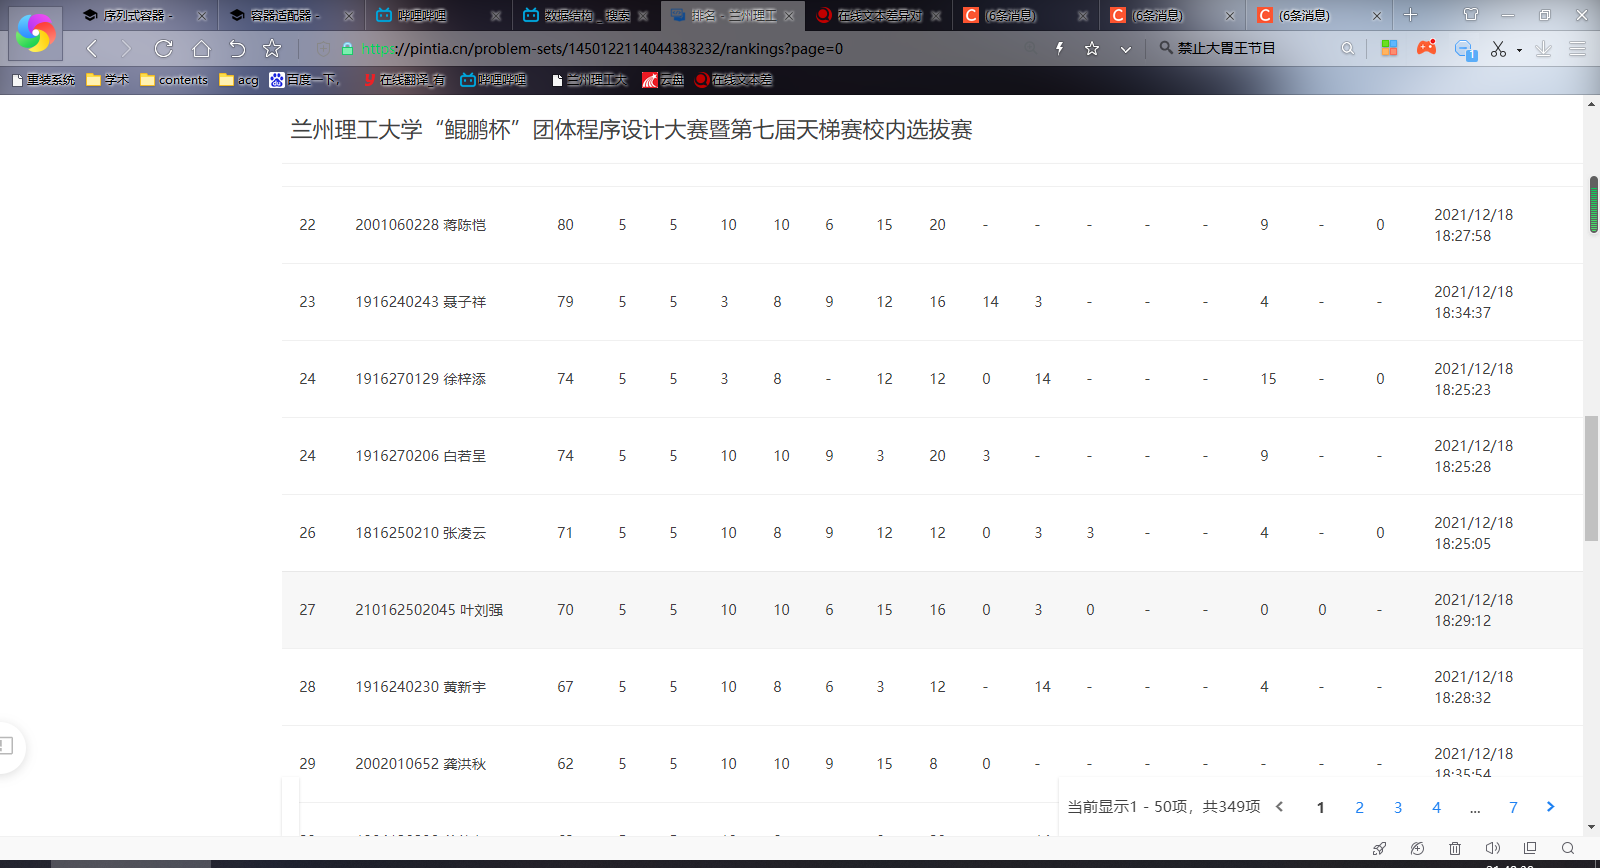 序列式容器 -
容器适配器 -
哔哩哔哩
数据结构 _ 搜索
排名 - 兰州理工
在线文本差异对
(6条消息)
(6条消息)
(6条消息)
https://pintia.cn/problem-sets/1450122114044383232/rankings?page=0
禁止大胃王节目
重装系统 学术 contents acg 百度一下, 在线翻译_有 哔哩哔哩 兰州理工大 云盘 在线文本差
兰州理工大学“鲲鹏杯”团体程序设计大赛暨第七届天梯赛校内选拔赛
22 2001060228 蒋陈恺 80 5 5 10 10 6 15 20 - - - - - 9 - 0 2021/12/18
18:27:58
23 1916240243 聂子祥 79 5 5 3 8 9 12 16 14 3 - - - 4 - - 2021/12/18
18:34:37
24 1916270129 徐梓添 74 5 5 3 8 - 12 12 0 14 - - - 15 - 0 2021/12/18
18:25:23
24 1916270206 白若呈 74 5 5 10 10 9 3 20 3 - - - - 9 - - 2021/12/18
18:25:28
26 1816250210 张凌云 71 5 5 10 8 9 12 12 0 3 3 - - 4 - 0 2021/12/18
18:25:05
27 210162502045 叶刘强 70 5 5 10 10 6 15 16 0 3 0 - - 0 0 - 2021/12/18
18:29:12
28 1916240230 黄新宇 67 5 5 10 8 6 3 12 - 14 - - - 4 - - 2021/12/18
18:28:32
29 2002010652 龚洪秋 62 5 5 10 10 9 15 8 0 - - - - - - - 2021/12/18
18:35:54
当前显示1 - 50项，共349项 1 2 3 4 ... 7